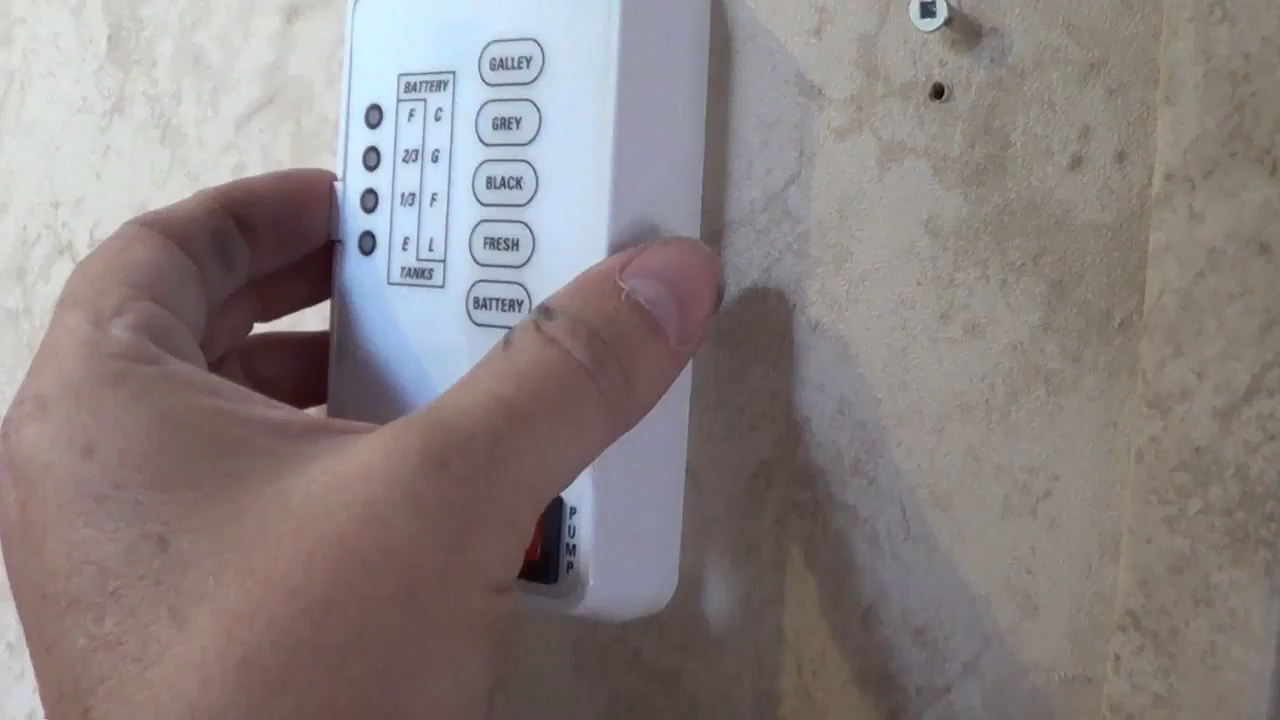 BATTERY
F C
2/3 G
1/3 F
E L
TANKS
GALLEY
GREY
BLACK
FRESH
BATTERY
PUMP